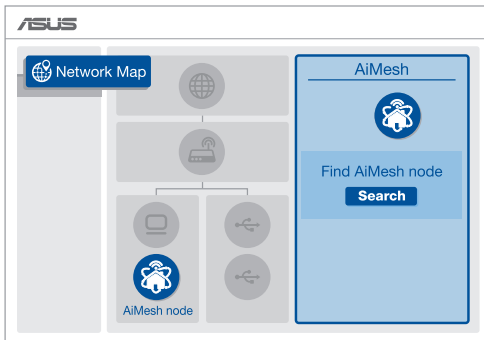 ASUS
Network Map
AiMesh
Find AiMesh node
Search
AiMesh node